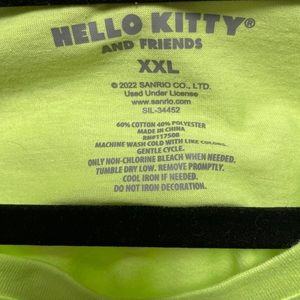 HELLO KITTY®
AND FRIENDS
XXL
© 2022 SANRIO CO., LTD.
Used Under License
www.sanrio.com
SIL-34452
60% COTTON 40% POLYESTER
MADE IN CHINA
RN#117508
MACHINE WASH COLD WITH LIKE COLORS.
GENTLE CYCLE.
ONLY NON-CHLORINE BLEACH WHEN NEEDED.
TUMBLE DRY LOW. REMOVE PROMPTLY.
COOL IRON IF NEEDED.
DO NOT IRON DECORATION.